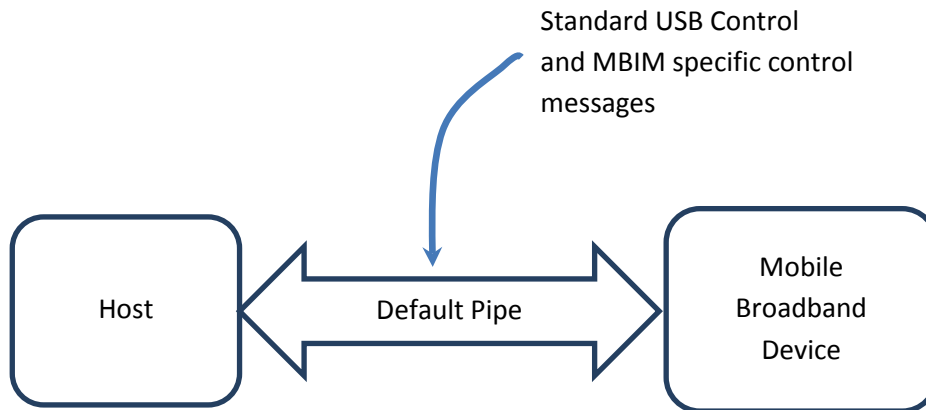 Standard USB Control
and MBIM specific control
messages
Host
Default Pipe
Mobile
Broadband
Device